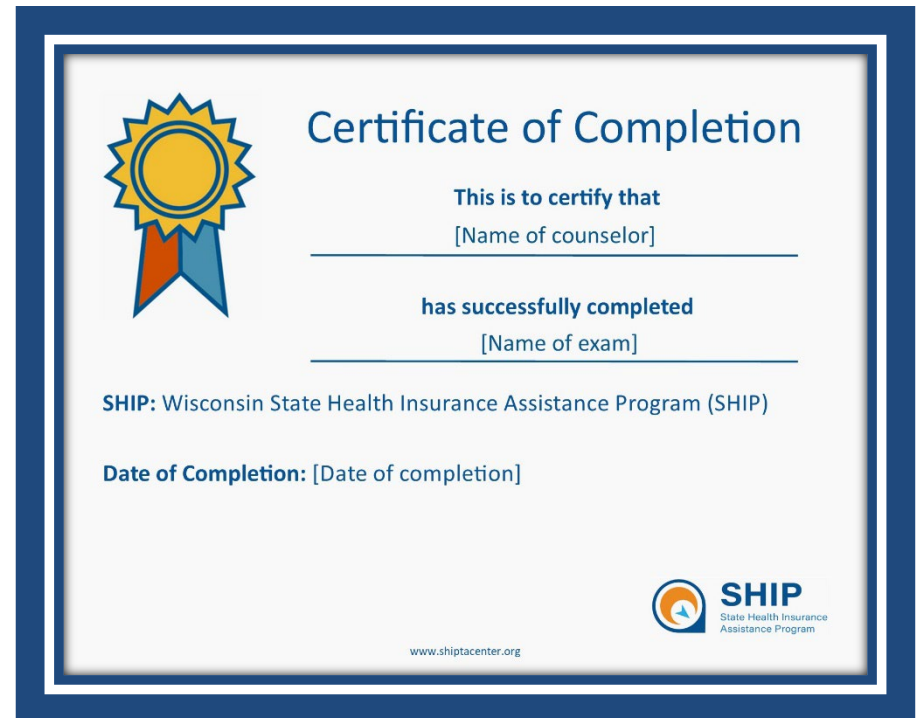 Certificate of Completion
This is to certify that
[Name of counselor]
has successfully completed
[Name of exam]
SHIP: Wisconsin State Health Insurance Assistance Program (SHIP)
Date of Completion: [Date of completion]
SHIP
State Health Insurance
Assistance Program
www.shiptacenter.org